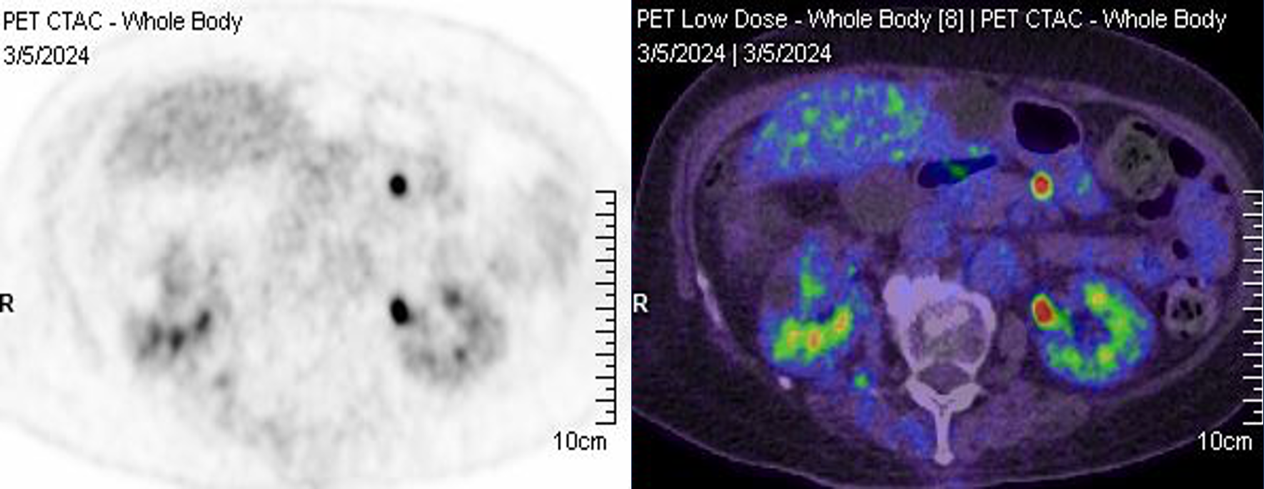 PET CTAC - Whole Body
3/5/2024
R
10cm
PET Low Dose - Whole Body [8] | PET CTAC - Whole Body
3/5/2024 | 3/5/2024
R
10cm